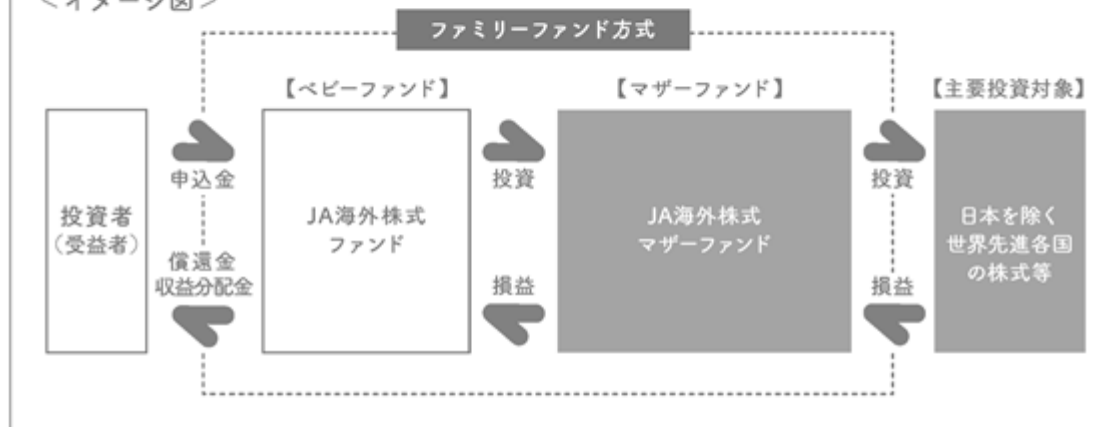 ＜イメージ図＞
ファミリーファンド方式
【ベビーファンド】
【マザーファンド】
【主要投資対象】
投資者
（受益者）
申込金
償還金
収益分配金
JA海外株式
ファンド
投資
損益
JA海外株式
マザーファンド
投資
損益
日本を除く
世界先進各国
の株式等